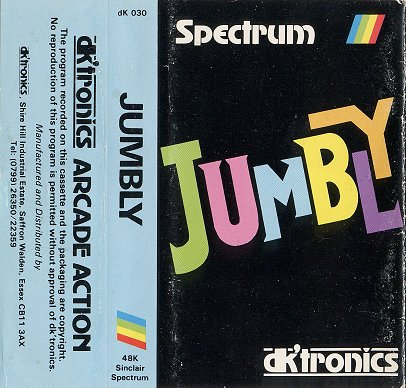 dk'tronics ARCADE ACTION
The program recorded on this cassette and the packaging are copyright.
No reproduction of this program is permitted without approval of dk'tronics.
Manufactured and Distributed by
dk'tronics, Shire Hill Industrial Estate, Saffron Walden, Essex CB11 3AX
Tel: (0799) 26350/22359
dK 030
JUMBLY
48K
Sinclair
Spectrum
Spectrum
JUMBLY
dk'tronics